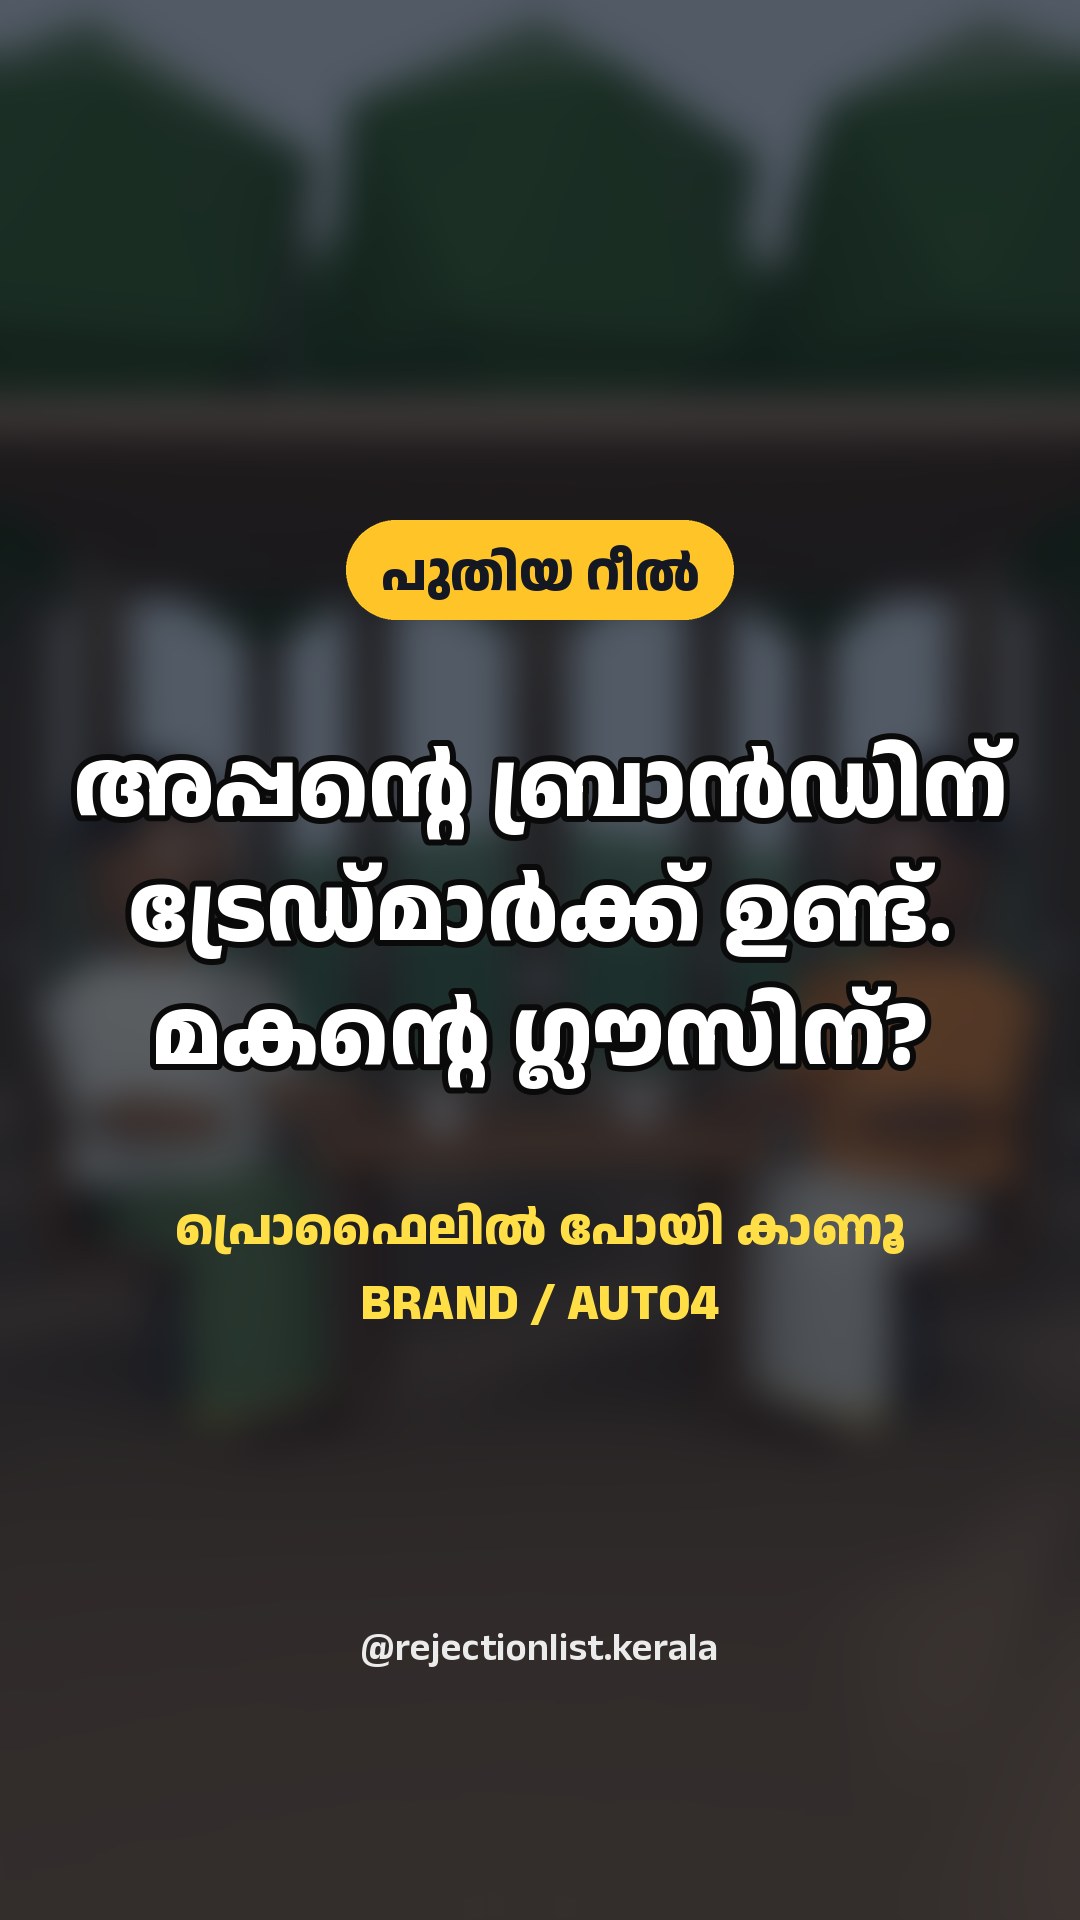 പുതിയ റീൽ
അപ്പന്റെ ബ്രാൻഡിന്
ട്രേഡ്മാർക്ക് ഉണ്ട്.
മകന്റെ ഗ്ലൗസിന്?
പ്രൊഫൈലിൽ പോയി കാണൂ
BRAND / AUTO4
@rejectionlist.kerala